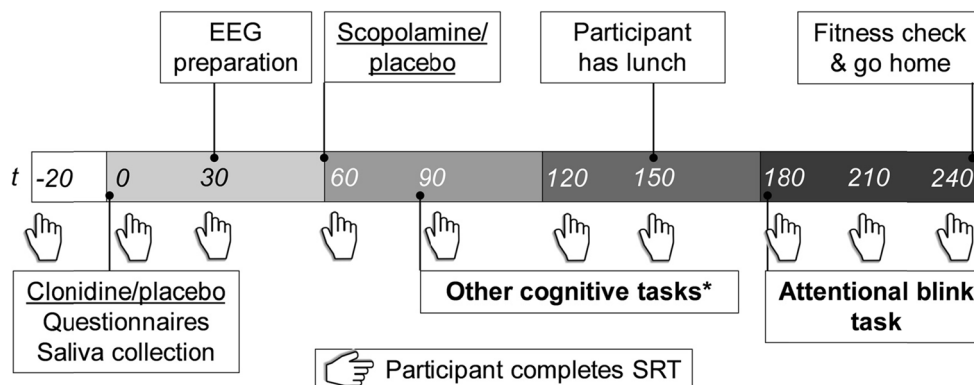 EEG
preparation
Scopolamine/
placebo
Participant
has lunch
Fitness check
& go home
t -20 0 30 60 90 120 150 180 210 240
Clonidine/placebo
Questionnaires
Saliva collection
Other cognitive tasks*
Attentional blink
task
Participant completes SRT